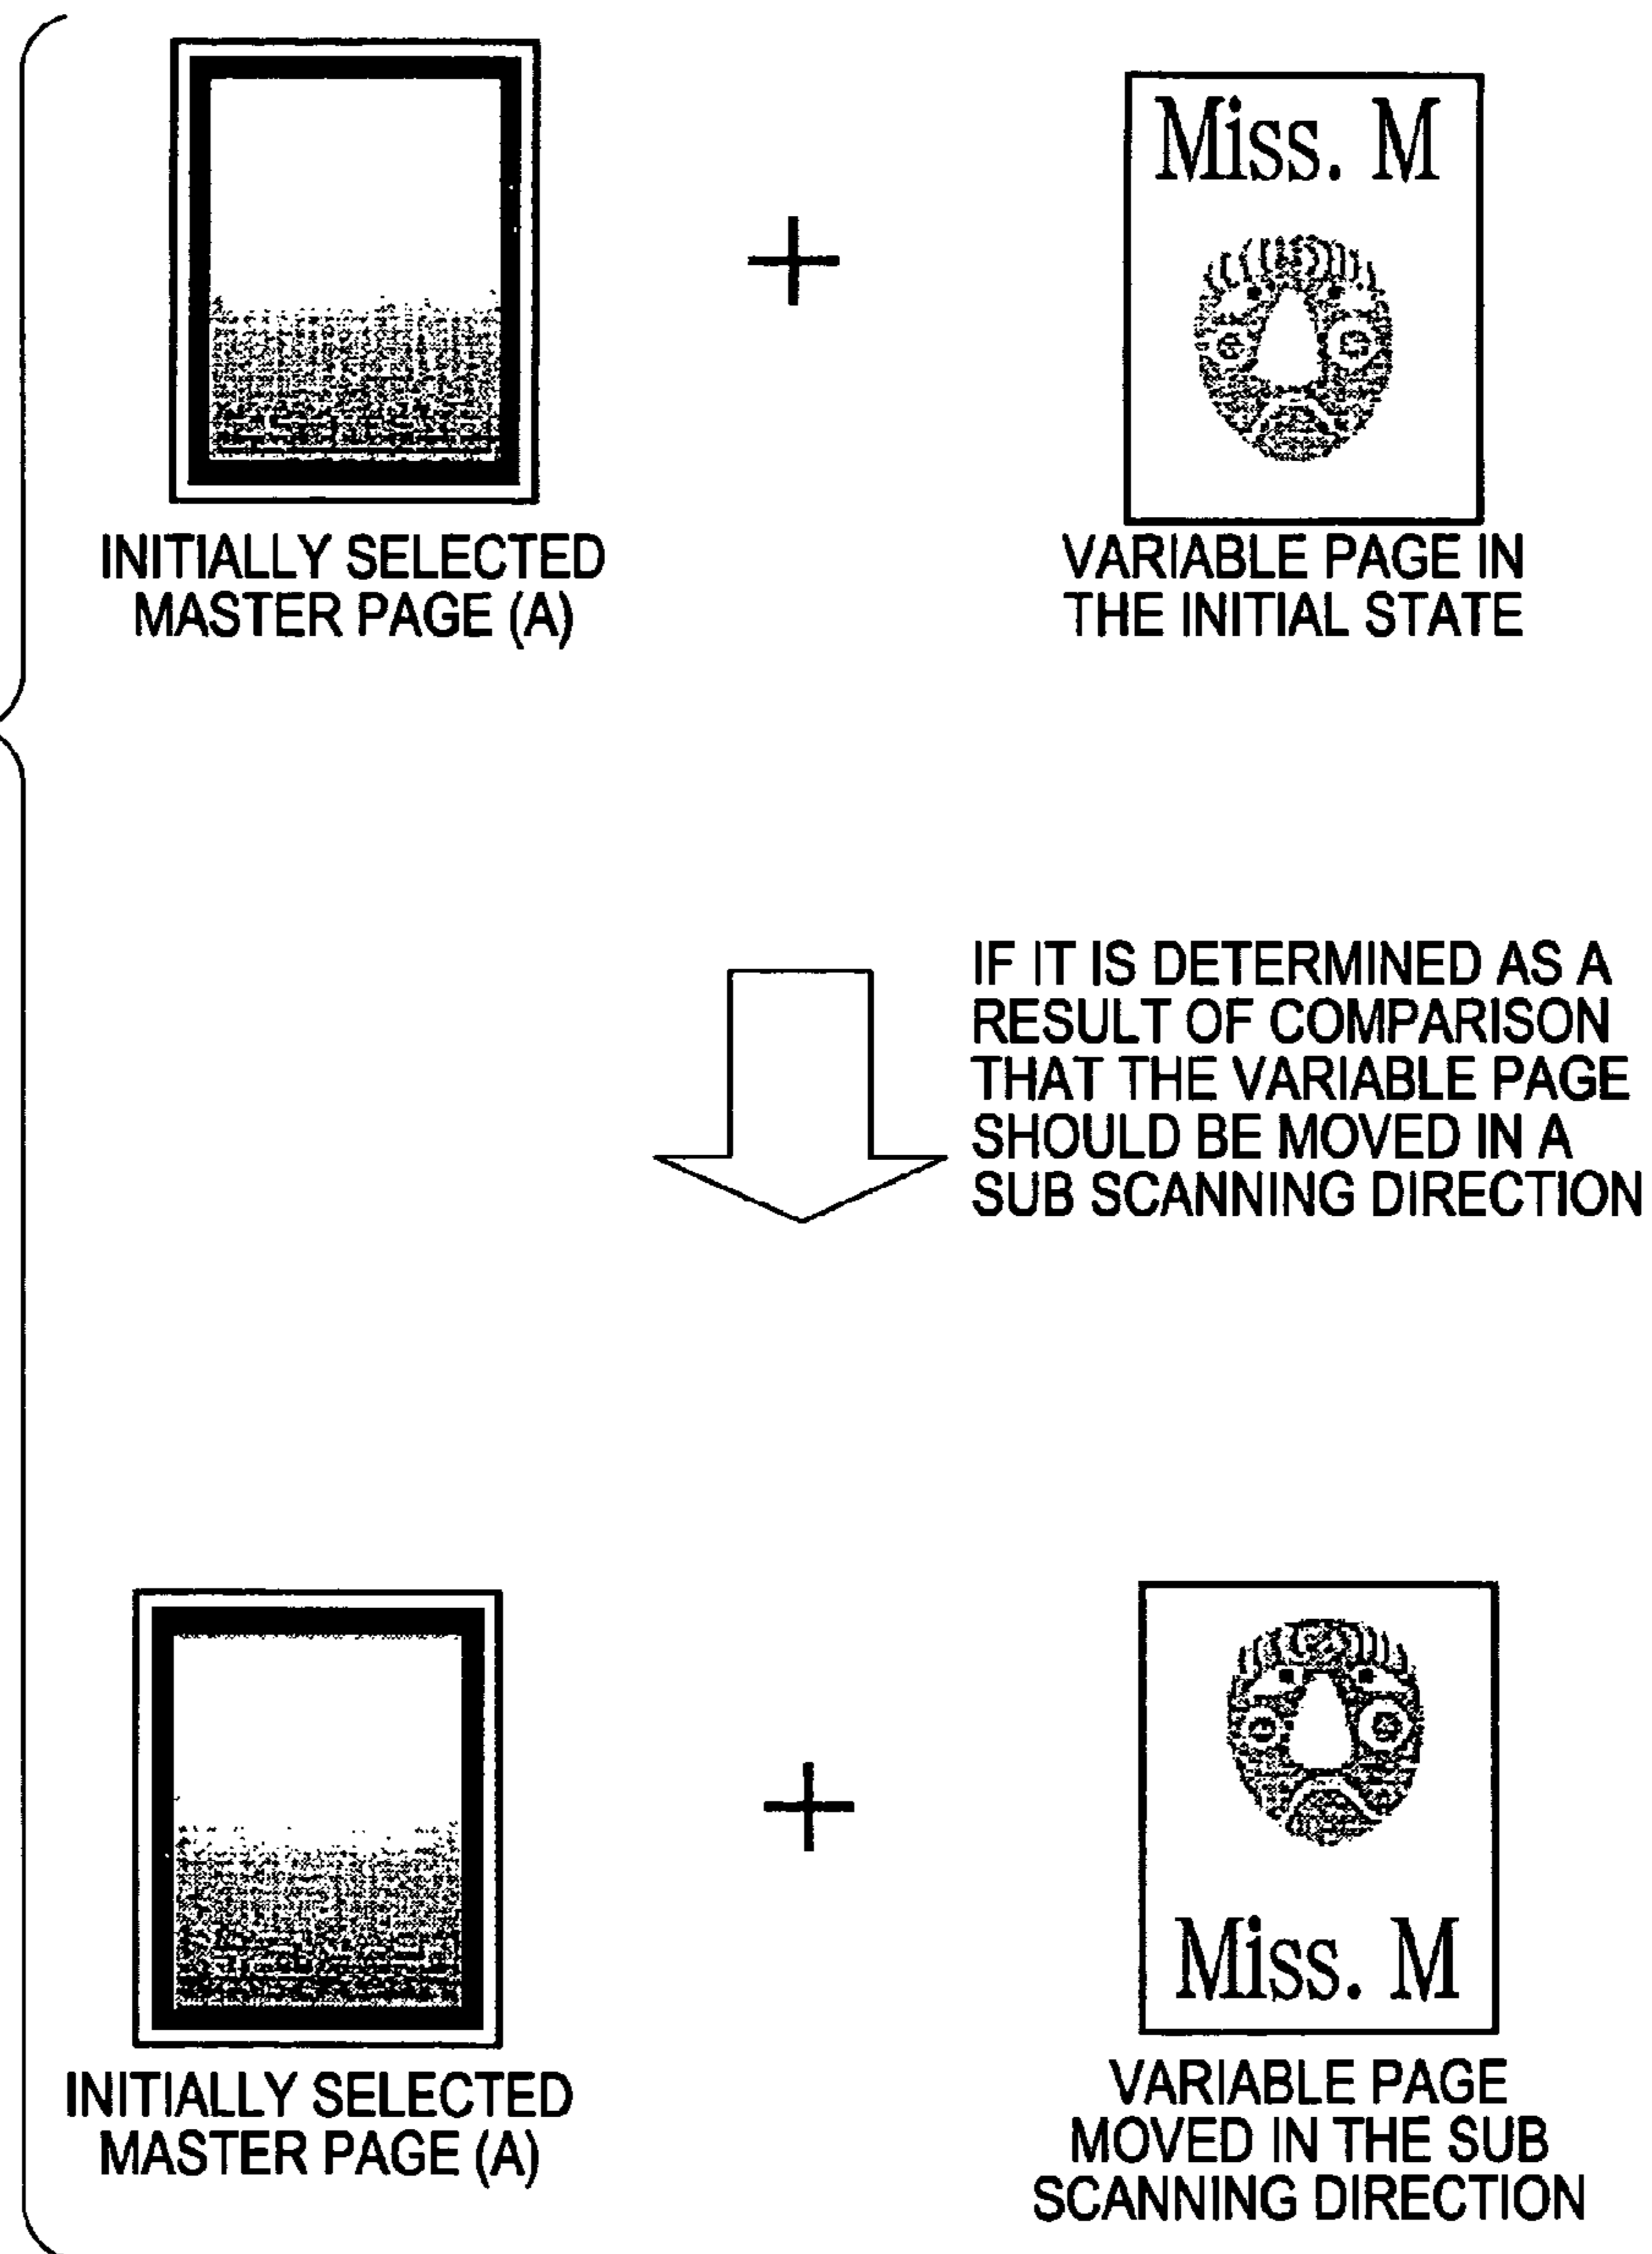 Miss. M
INITIALLY SELECTED
MASTER PAGE (A)
VARIABLE PAGE IN
THE INITIAL STATE
IF IT IS DETERMINED AS A
RESULT OF COMPARISON
THAT THE VARIABLE PAGE
SHOULD BE MOVED IN A
SUB SCANNING DIRECTION
Miss. M
INITIALLY SELECTED
MASTER PAGE (A)
VARIABLE PAGE
MOVED IN THE SUB
SCANNING DIRECTION